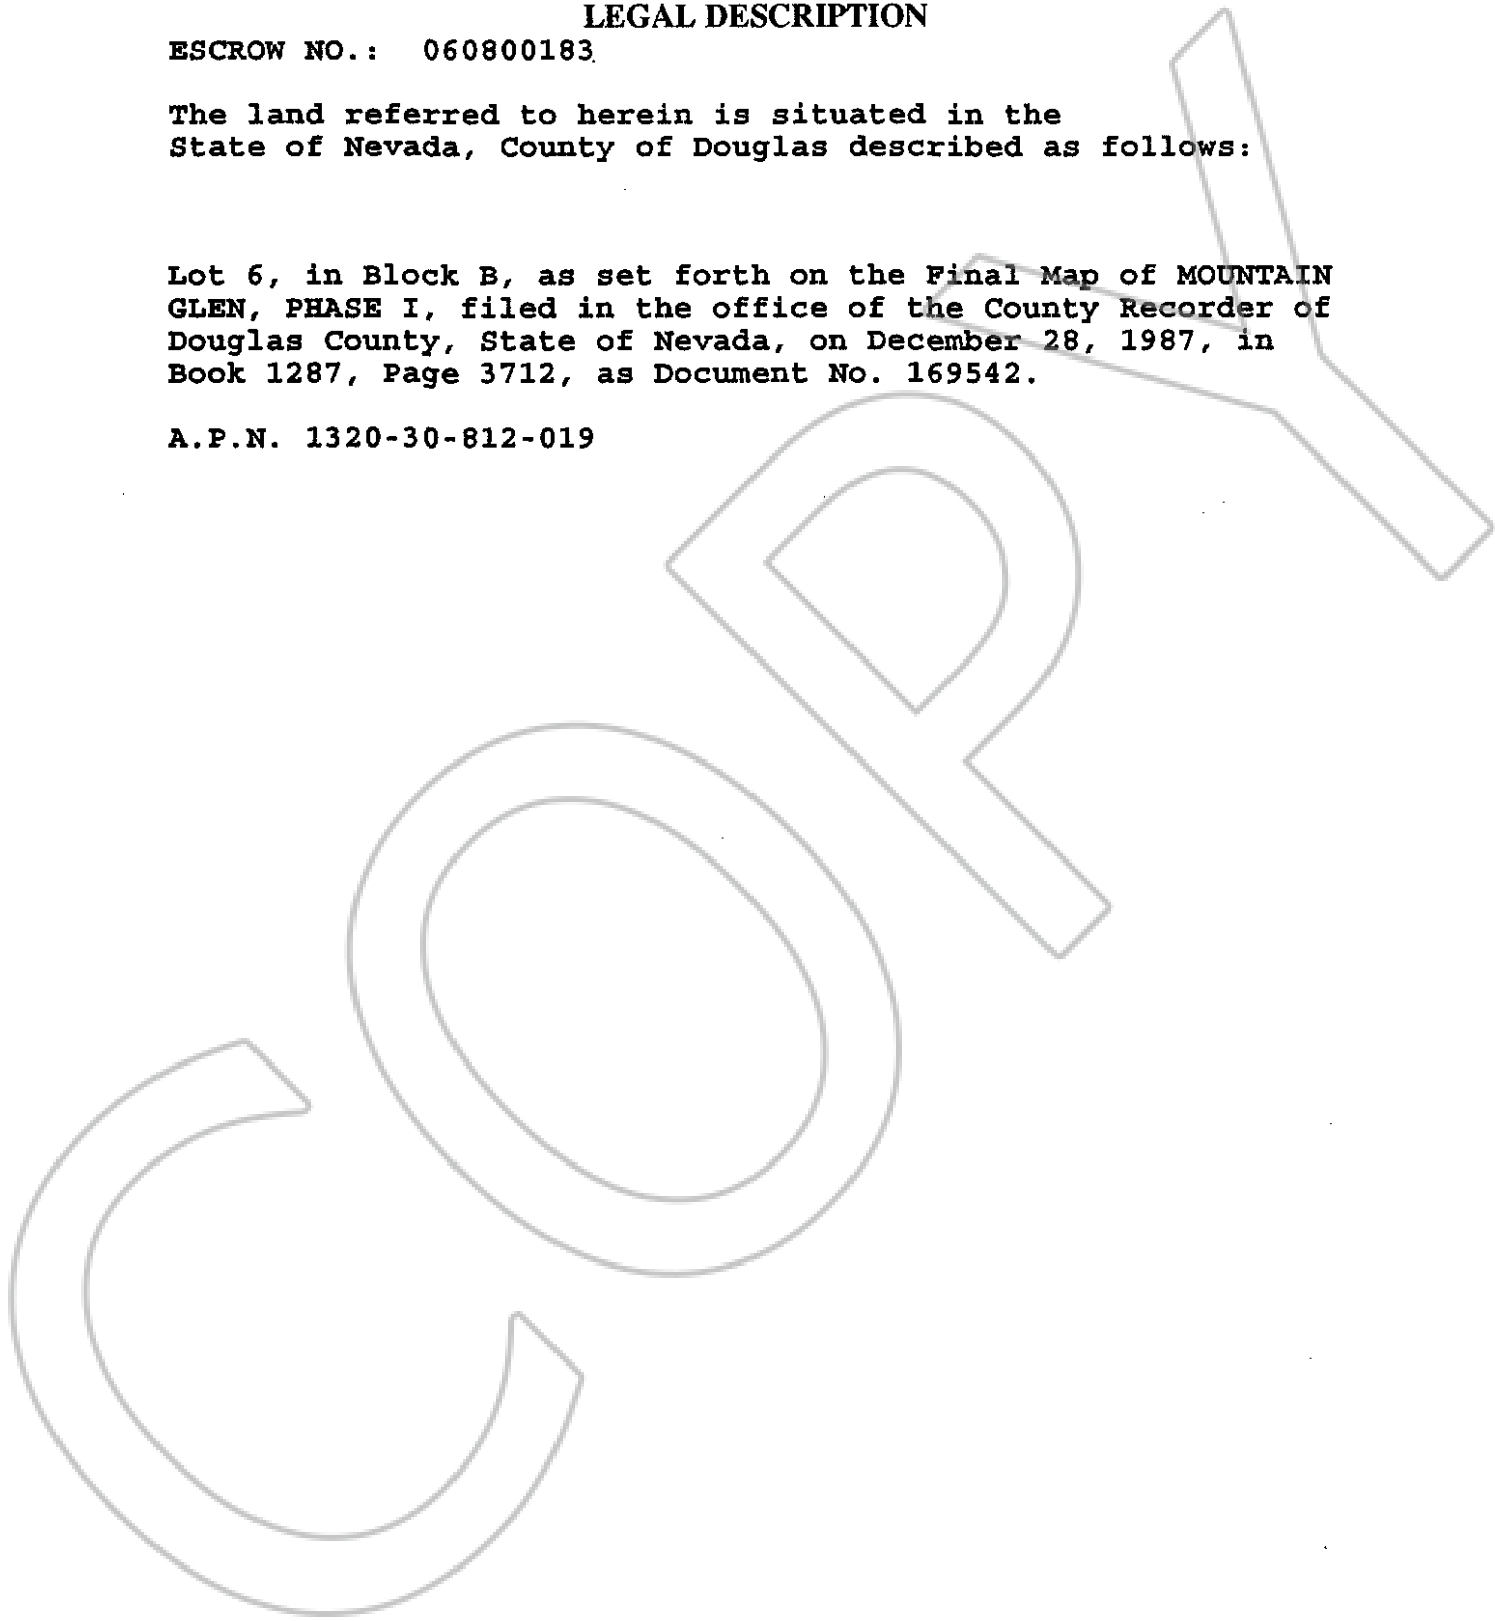 LEGAL DESCRIPTION
ESCROW NO.: 060800183
The land referred to herein is situated in the
State of Nevada, County of Douglas described as follows:
Lot 6, in Block B, as set forth on the Final Map of MOUNTAIN
GLEN, PHASE I, filed in the office of the County Recorder of
Douglas County, State of Nevada, on December 28, 1987, in
Book 1287, Page 3712, as Document No. 169542.
A.P.N. 1320-30-812-019
COPY